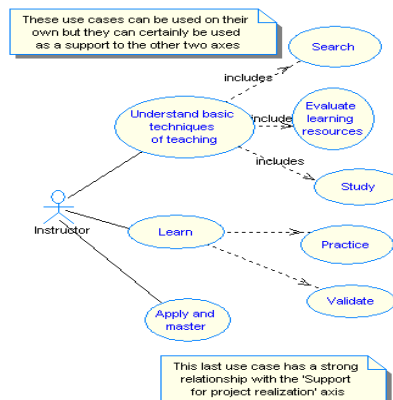 These use cases can be used on their
own but they can certainly be used
as a support to the other two axes
Search
includes
Understand basic
techniques
of teaching
include
Evaluate
learning
resources
includes
Study
Instructor
Learn
Practice
Validate
Apply and
master
This last use case has a strong
relationship with the 'Support
for project realization' axis